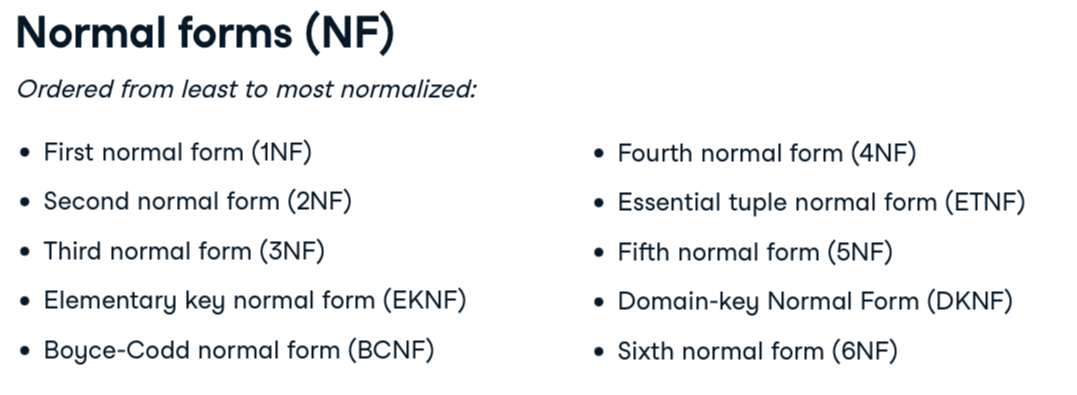 Normal forms (NF)
Ordered from least to most normalized:
• First normal form (1NF)
• Second normal form (2NF)
• Third normal form (3NF)
• Elementary key normal form (EKNF)
• Boyce-Codd normal form (BCNF)
• Fourth normal form (4NF)
• Essential tuple normal form (ETNF)
• Fifth normal form (5NF)
• Domain-key Normal Form (DKNF)
• Sixth normal form (6NF)